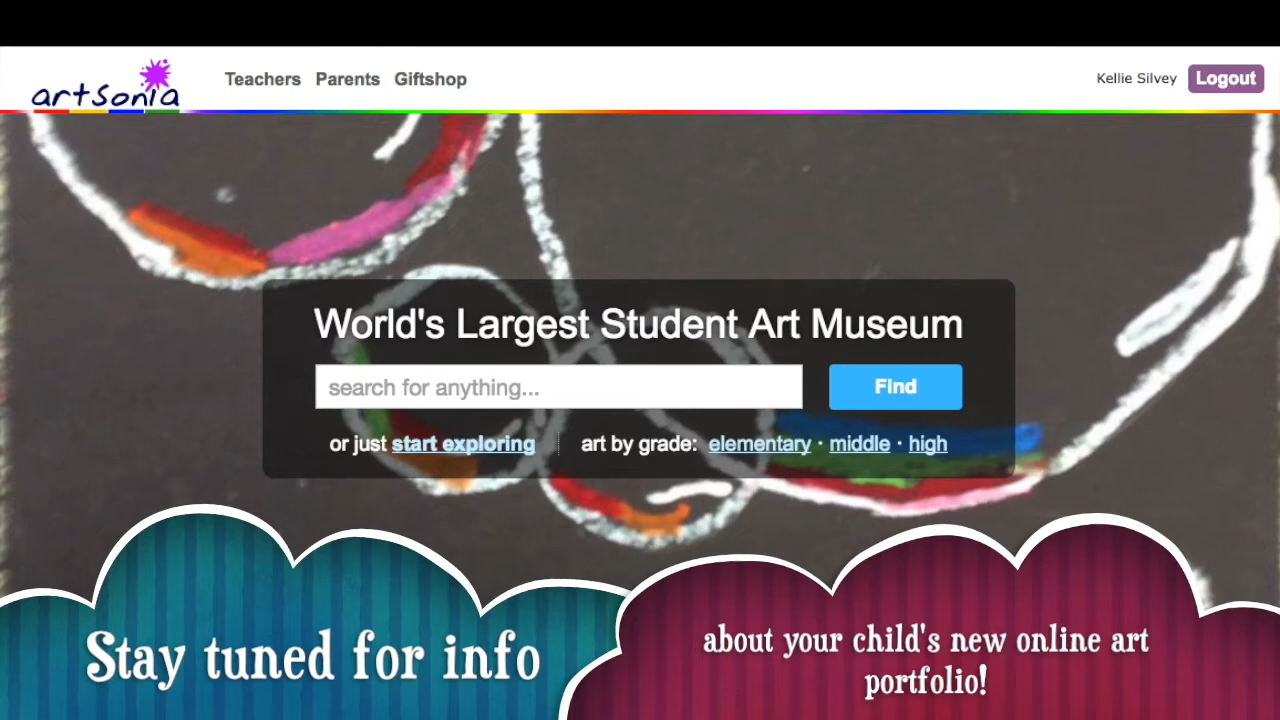 artsonia
Teachers Parents Giftshop
Kellie Silvey Logout
World's Largest Student Art Museum
search for anything... Find
or just start exploring art by grade: elementary · middle · high
Stay tuned for info
about your child's new online art
portfolio!